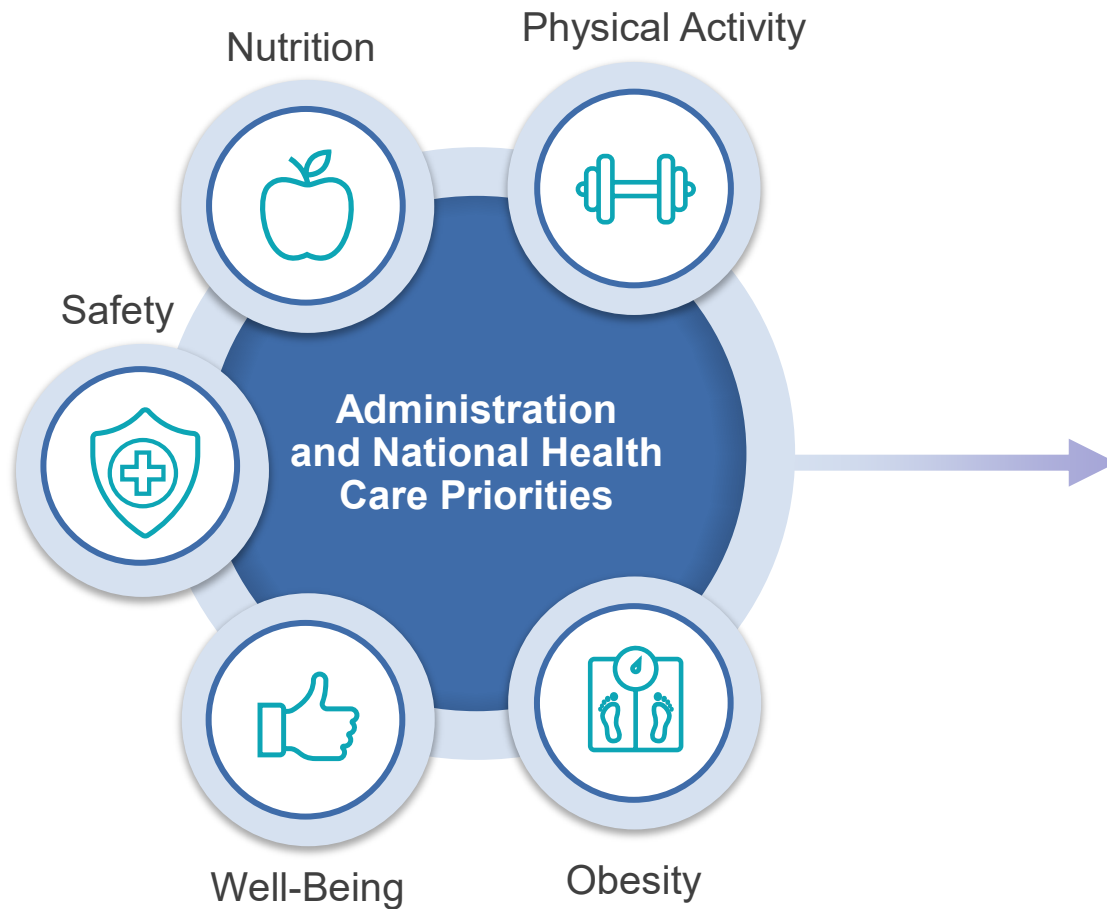 Physical Activity
Nutrition
Safety
Administration
and National Health
Care Priorities
Well-Being
Obesity